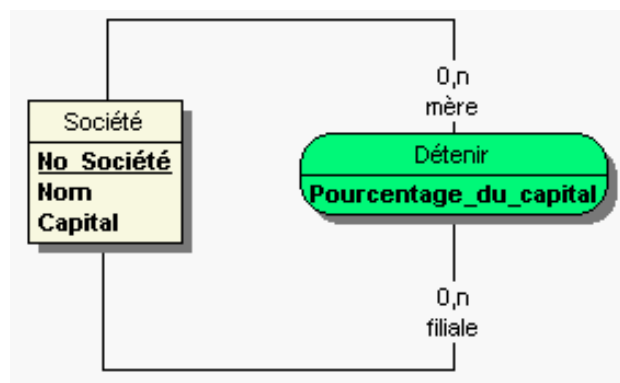 0,n
mère
Société
No_Société
Nom
Capital
Détenir
Pourcentage_du_capital
0,n
filiale